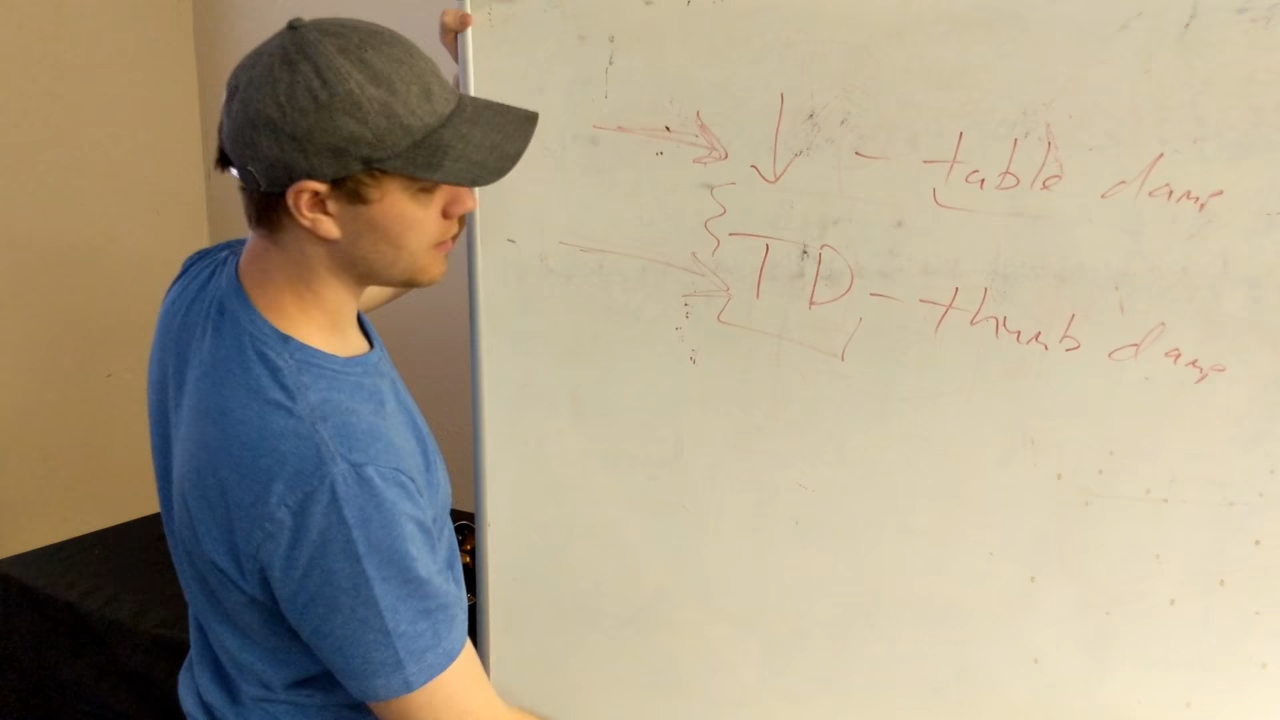 ↓ - table damp
TD - thumb damp